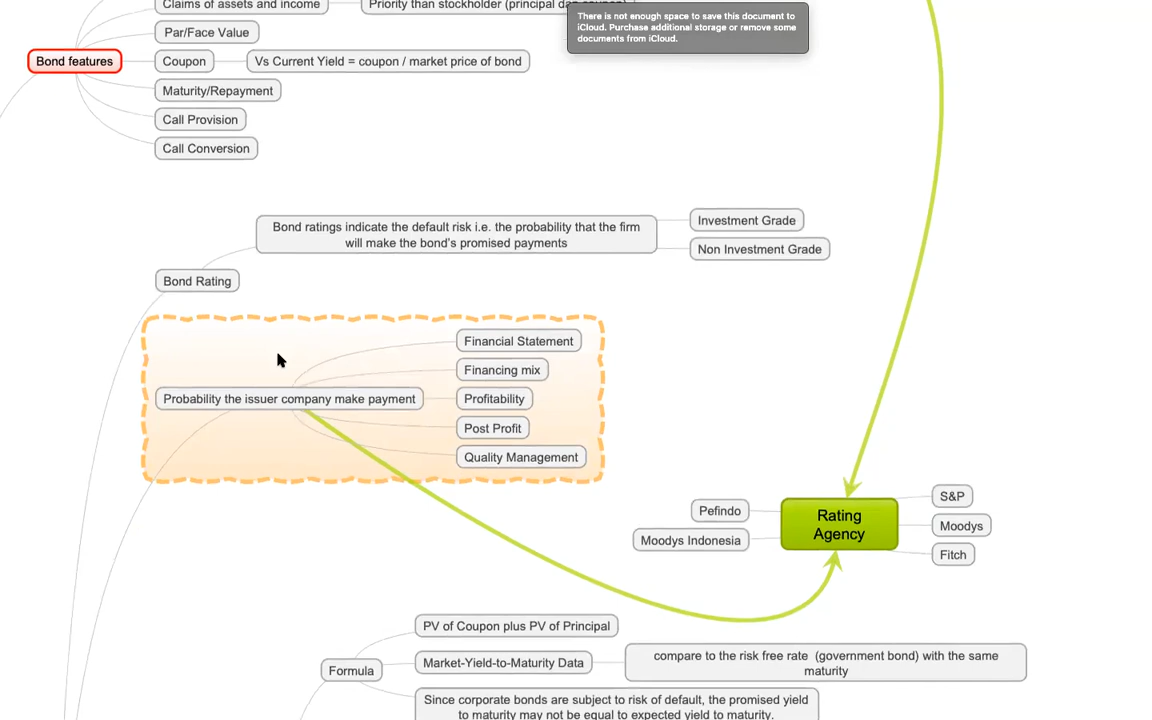 Claims of assets and income
Priority than stockholder (principal
There is not enough space to save this document to
iCloud. Purchase additional storage or remove some
documents from iCloud.
Par/Face Value
Bond features
Coupon
Vs Current Yield = coupon / market price of bond
Maturity/Repayment
Call Provision
Call Conversion
Bond ratings indicate the default risk i.e. the probability that the firm
will make the bond's promised payments
Investment Grade
Non Investment Grade
Bond Rating
Financial Statement
Financing mix
Probability the issuer company make payment
Profitability
Post Profit
Quality Management
Pefindo
Moodys Indonesia
Rating
Agency
S&P
Moodys
Fitch
PV of Coupon plus PV of Principal
Formula
Market-Yield-to-Maturity Data
compare to the risk free rate (government bond) with the same
maturity
Since corporate bonds are subject to risk of default, the promised yield
to maturity may not be equal to expected yield to maturity.